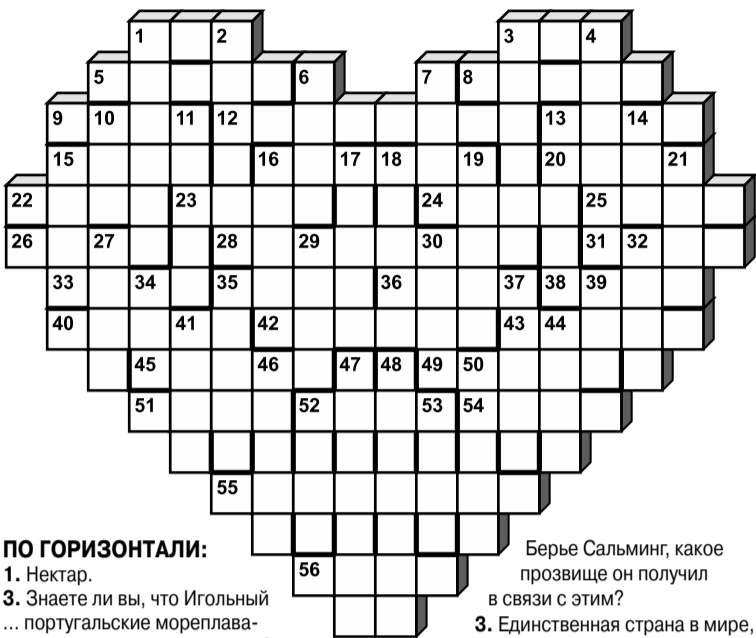 1 2 3 4
5 6 7 8
9 10 11 12 13 14
15 16 17 18 19 20 21
22 23 24 25
26 27 28 29 30 31 32
33 34 35 36 37 38 39
40 41 42 43 44
45 46 47 48 49 50
51 52 53 54
55
56
ПО ГОРИЗОНТАЛИ:
1. Нектар.
3. Знаете ли вы, что Игольный
... португальские мореплава-
Берье Сальминг, какое
прозвище он получил
в связи с этим?
3. Единственная страна в мире,